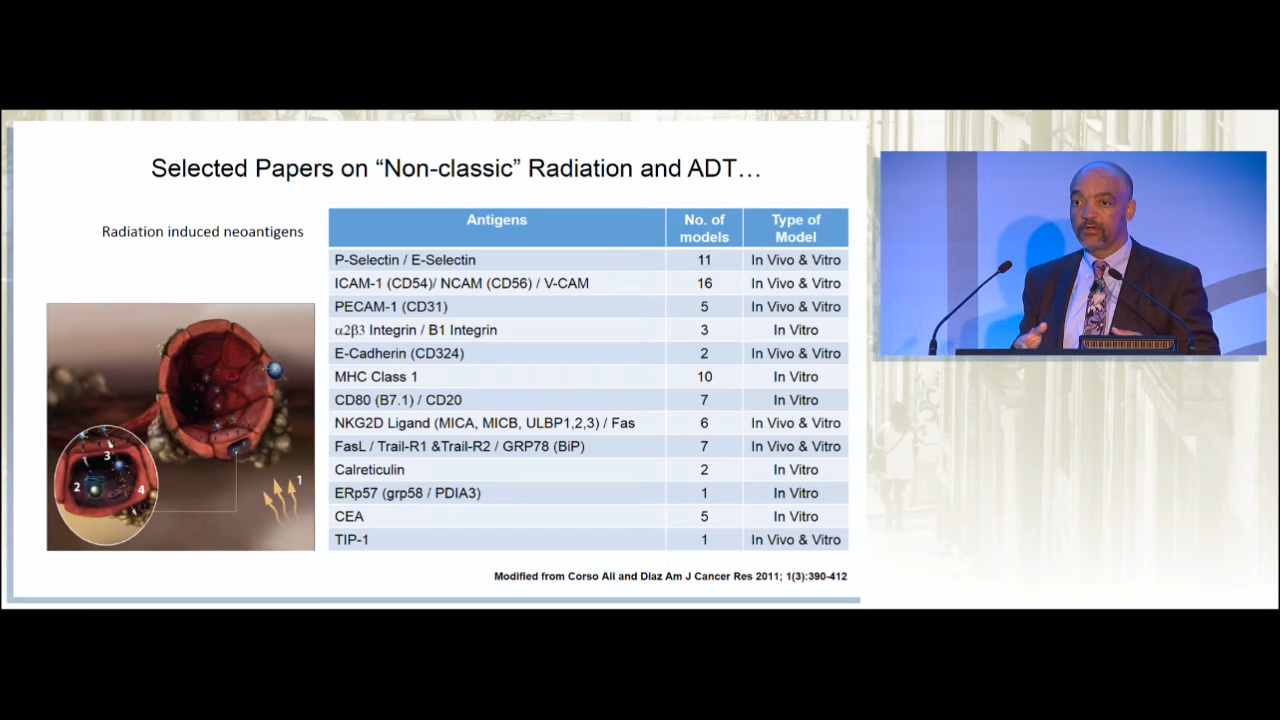 Selected Papers on “Non-classic” Radiation and ADT…
Radiation induced neoantigens
Antigens No. of models Type of Model
P-Selectin / E-Selectin 11 In Vivo & Vitro
ICAM-1 (CD54)/ NCAM (CD56) / V-CAM 16 In Vivo & Vitro
PECAM-1 (CD31) 5 In Vivo & Vitro
α2β3 Integrin / B1 Integrin 3 In Vitro
E-Cadherin (CD324) 2 In Vivo & Vitro
MHC Class 1 10 In Vitro
CD80 (B7.1) / CD20 7 In Vitro
NKG2D Ligand (MICA, MICB, ULBP1,2,3) / Fas 6 In Vivo & Vitro
FasL / Trail-R1 &Trail-R2 / GRP78 (BiP) 7 In Vivo & Vitro
Calreticulin 2 In Vitro
ERp57 (grp58 / PDIA3) 1 In Vitro
CEA 5 In Vitro
TIP-1 1 In Vivo & Vitro
1
3
2
4
Modified from Corso Ali and Diaz Am J Cancer Res 2011; 1(3):390-412